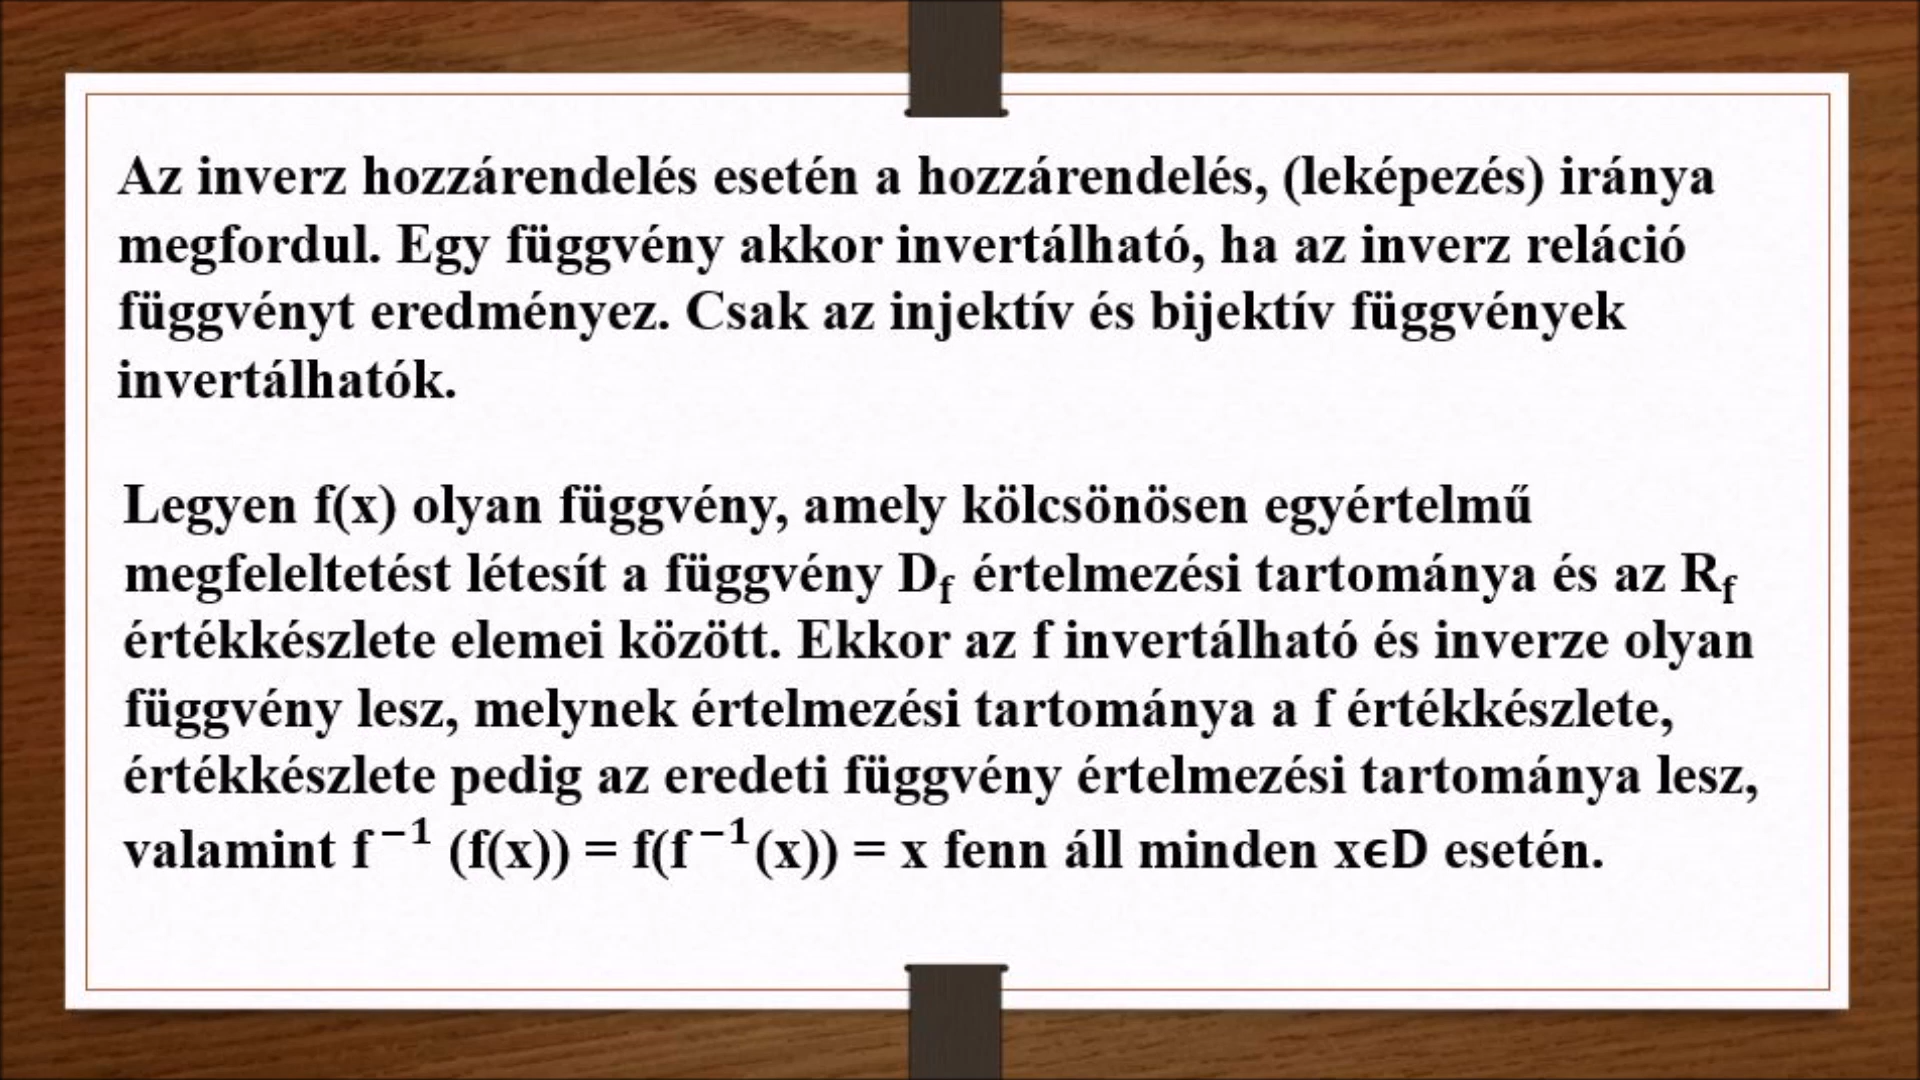 Az inverz hozzárendelés esetén a hozzárendelés, (leképezés) iránya
megfordul. Egy függvény akkor invertálható, ha az inverz reláció
függvényt eredményez. Csak az injektív és bijektív függvények
invertálhatók.
Legyen f(x) olyan függvény, amely kölcsönösen egyértelmű
megfeleltetést létesít a függvény D_f értelmezési tartománya és az R_f
értékkészlete elemei között. Ekkor az f invertálható és inverze olyan
függvény lesz, melynek értelmezési tartománya a f értékkészlete,
értékkészlete pedig az eredeti függvény értelmezési tartománya lesz,
valamint f⁻¹ (f(x)) = f(f⁻¹(x)) = x fenn áll minden xϵD esetén.